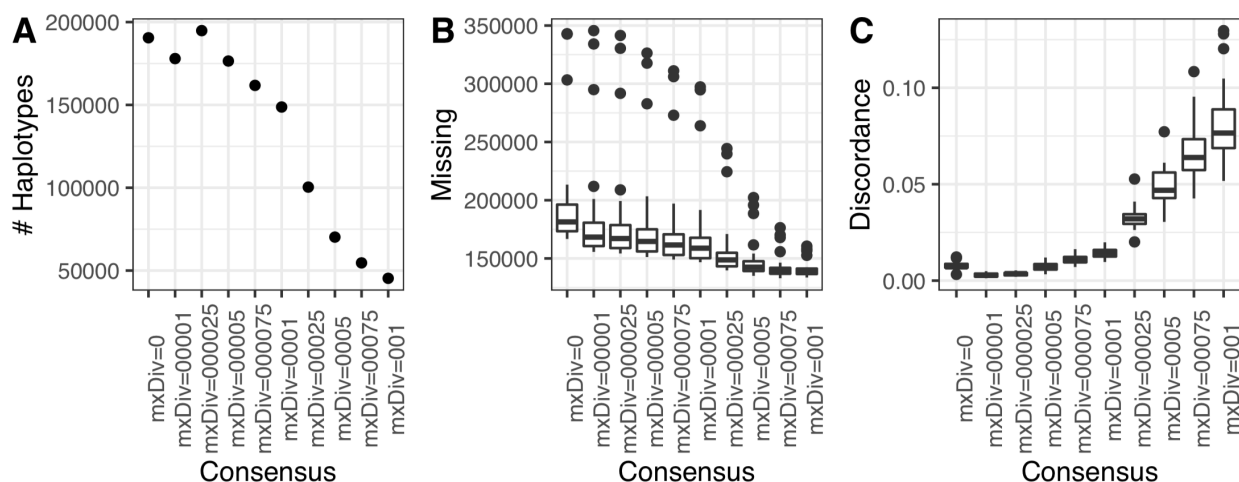 A
# Haplotypes
200000
150000
100000
50000
mxDiv=0
mxDiv=00001
mxDiv=000025
mxDiv=00005
mxDiv=000075
mxDiv=0001
mxDiv=00025
mxDiv=0005
mxDiv=00075
mxDiv=001
Consensus
B
Missing
350000
300000
250000
200000
150000
mxDiv=0
mxDiv=00001
mxDiv=000025
mxDiv=00005
mxDiv=000075
mxDiv=0001
mxDiv=00025
mxDiv=0005
mxDiv=00075
mxDiv=001
Consensus
C
Discordance
0.10
0.05
0.00
mxDiv=0
mxDiv=00001
mxDiv=000025
mxDiv=00005
mxDiv=000075
mxDiv=0001
mxDiv=00025
mxDiv=0005
mxDiv=00075
mxDiv=001
Consensus